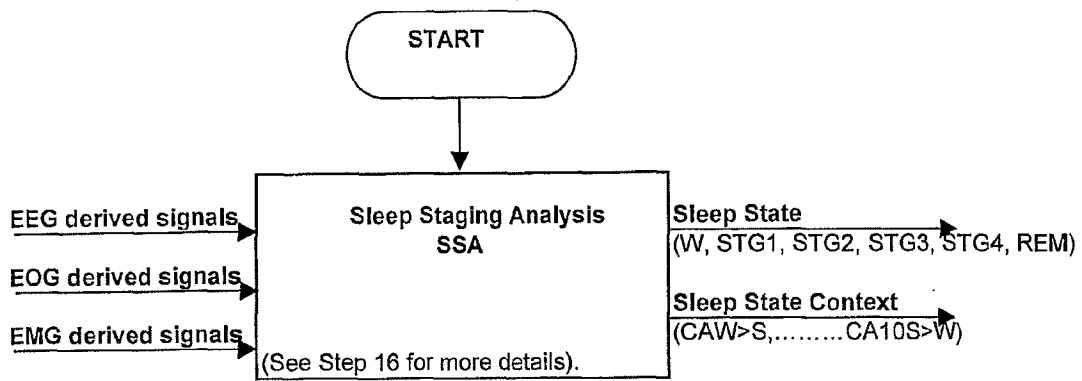 START
EEG derived signals
EOG derived signals
EMG derived signals
Sleep Staging Analysis
SSA
(See Step 16 for more details).
Sleep State
(W, STG1, STG2, STG3, STG4, REM)
Sleep State Context
(CAW>S,.........CA10S>W)